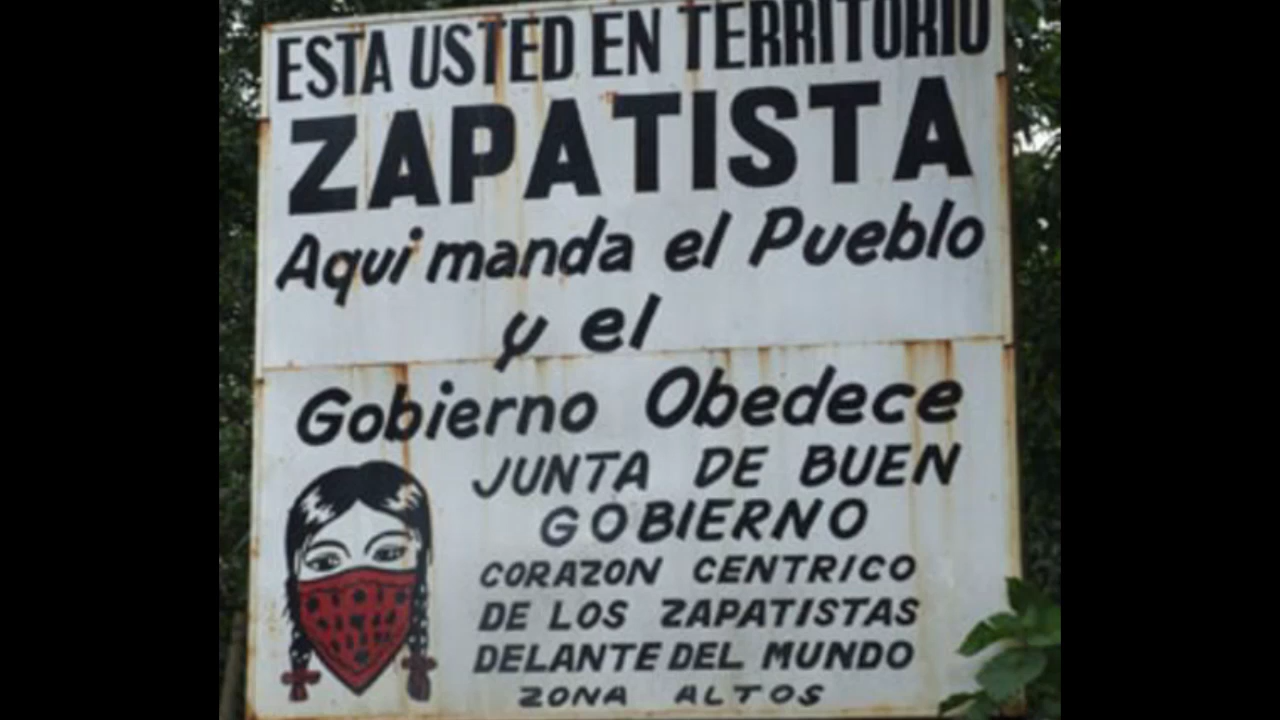 ESTA USTED EN TERRITORIO
ZAPATISTA
Aqui manda el Pueblo
y el
Gobierno Obedece
JUNTA DE BUEN
GOBIERNO
CORAZON CENTRICO
DE LOS ZAPATISTAS
DELANTE DEL MUNDO
ZONA ALTOS